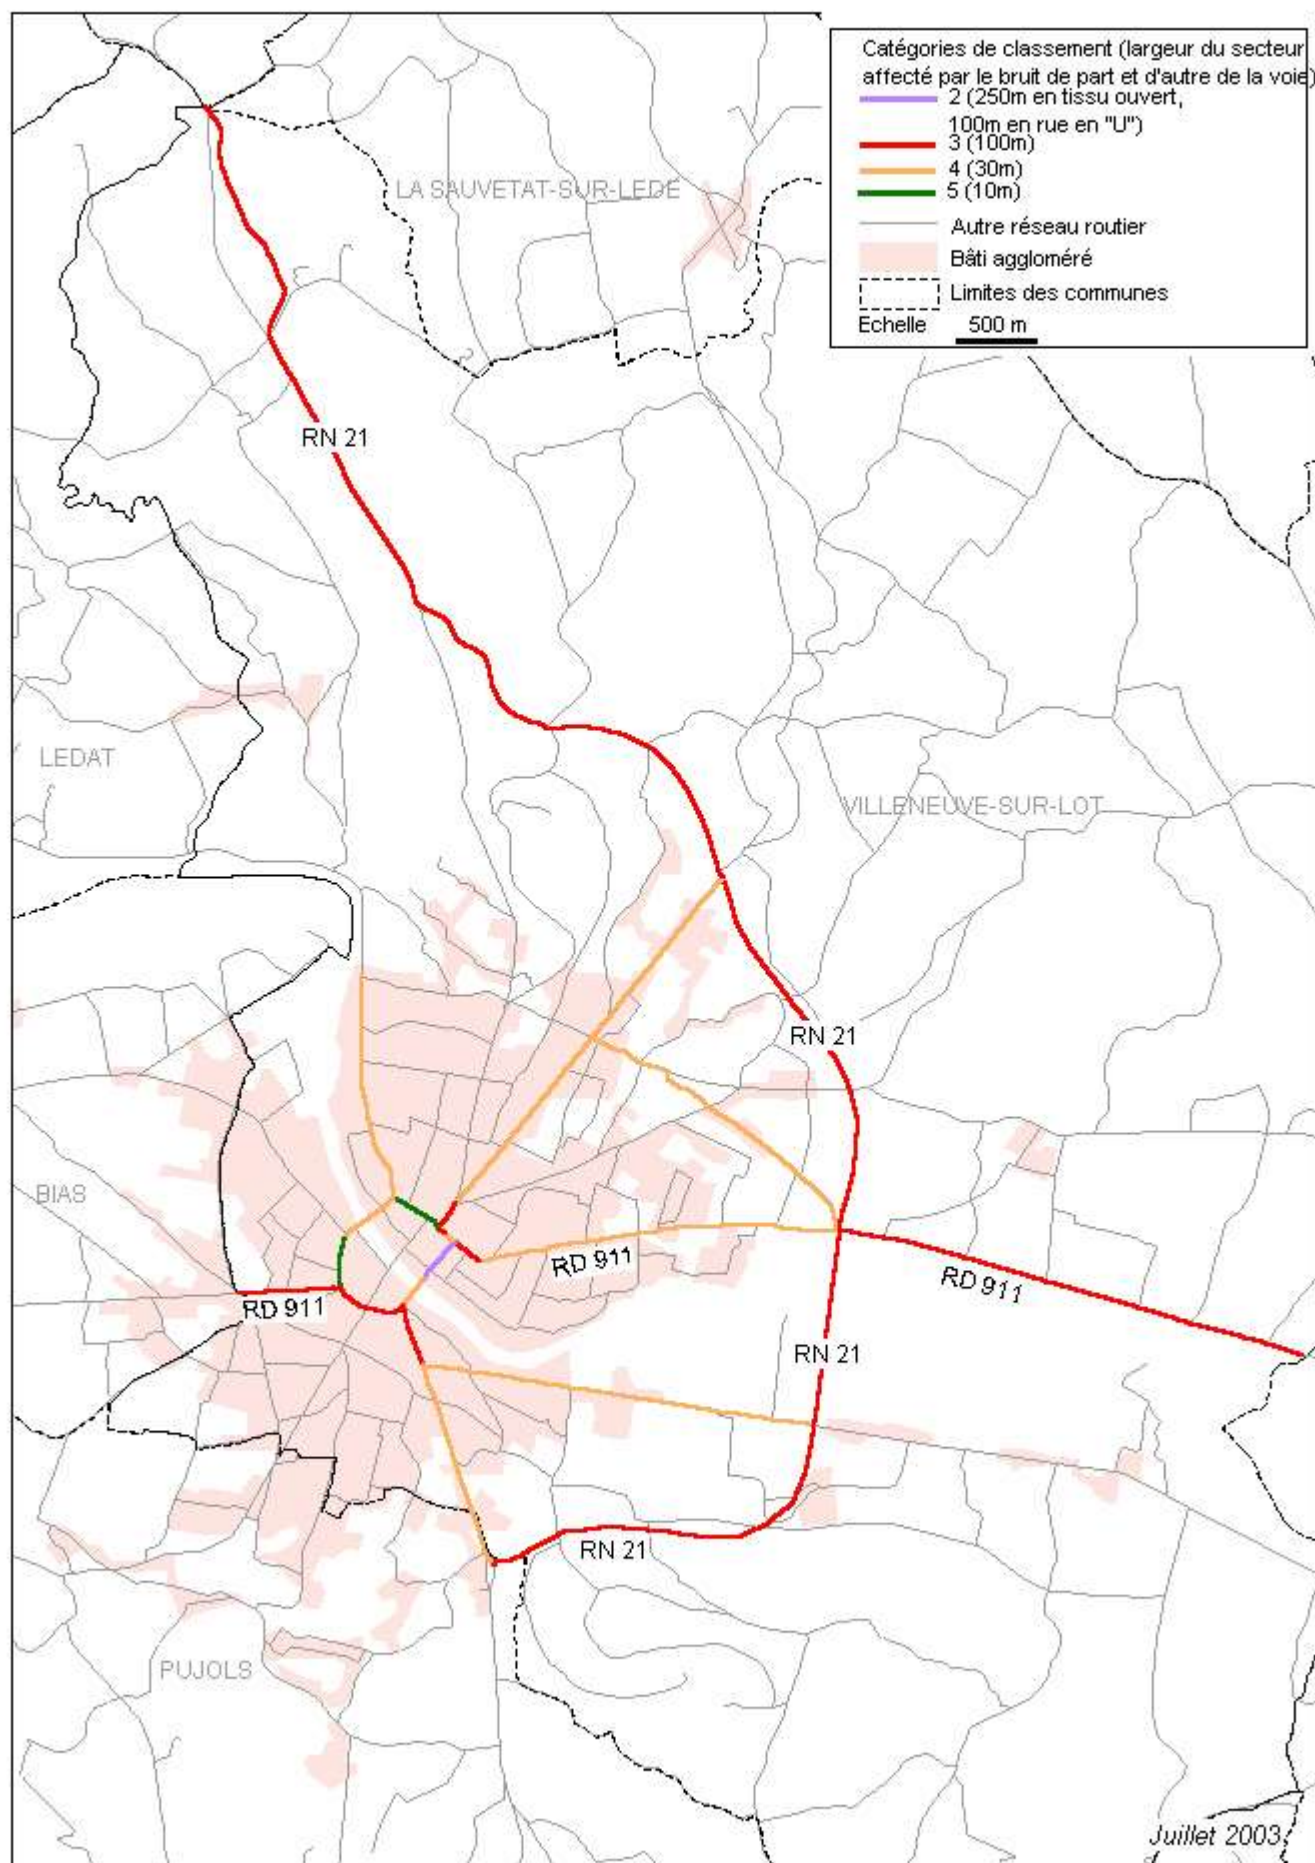 Catégories de classement (largeur du secteur
affecté par le bruit de part et d'autre de la voie)
2 (250m en tissu ouvert,
100m en rue en "U")
3 (100m)
4 (30m)
5 (10m)
Autre réseau routier
Bâti aggloméré
Limites des communes
Echelle 500 m
LA SAUVETAT-SUR-LEDE
RN 21
LEDAT
VILLENEUVE-SUR-LOT
RN 21
BIAS
RD 911
RD 911
RD 911
RN 21
RN 21
PUJOLS
Juillet 2003